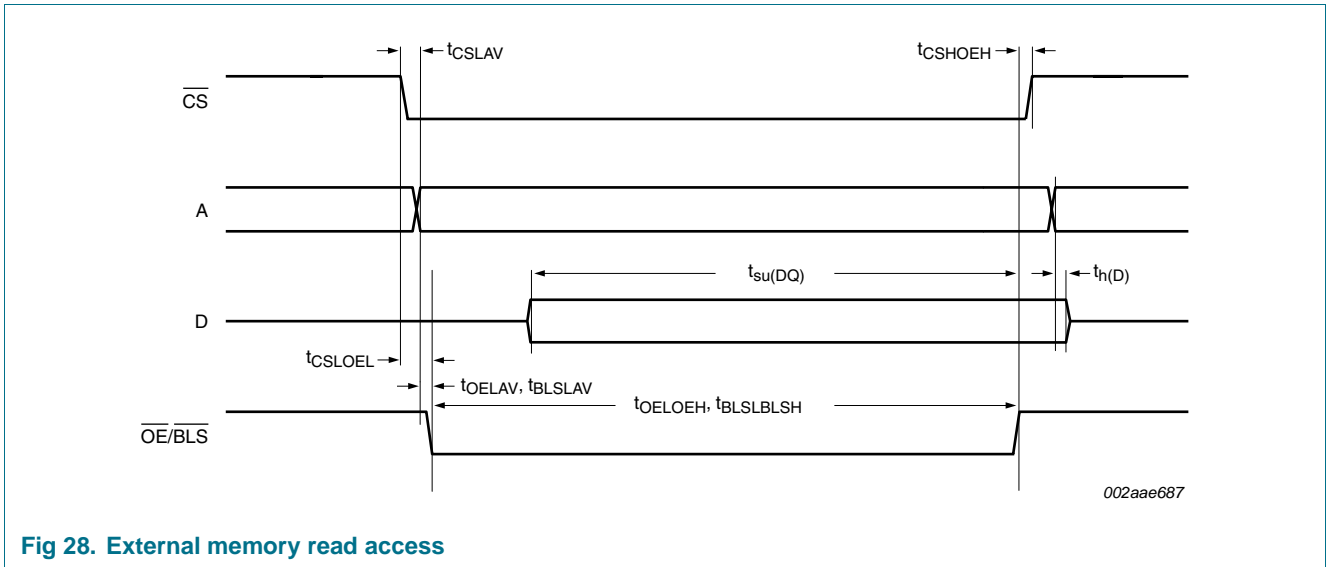 tCSLAV
tCSHOEH
CS
A
tsu(DQ)
th(D)
D
tCSLOEL
tOELAV, tBLSLAV
tOELOEH, tBLSLBLSH
OE/BLS
002aae687
Fig 28. External memory read access